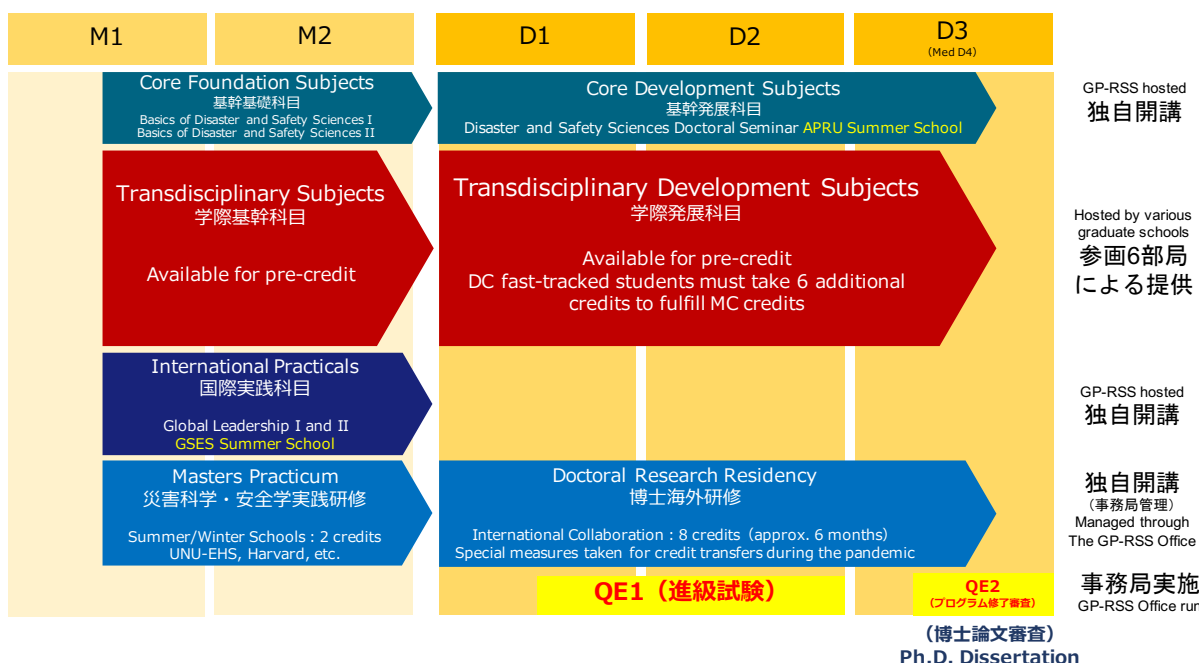 M1
M2
D1
D2
D3
(Med D4)
Core Foundation Subjects
基幹基礎科目
Basics of Disaster and Safety Sciences I
Basics of Disaster and Safety Sciences II
Core Development Subjects
基幹発展科目
Disaster and Safety Sciences Doctoral Seminar APRU Summer School
GP-RSS hosted
独自開講
Transdisciplinary Subjects
学際基幹科目
Available for pre-credit
Transdisciplinary Development Subjects
学際発展科目
Available for pre-credit
DC fast-tracked students must take 6 additional
credits to fulfill MC credits
Hosted by various
graduate schools
参画6部局
による提供
International Practicals
国際実践科目
Global Leadership I and II
GSES Summer School
GP-RSS hosted
独自開講
Masters Practicum
災害科学・安全学実践研修
Summer/Winter Schools : 2 credits
UNU-EHS, Harvard, etc.
Doctoral Research Residency
博士海外研修
International Collaboration : 8 credits (approx. 6 months)
Special measures taken for credit transfers during the pandemic
独自開講
(事務局管理)
Managed through
The GP-RSS Office
QE1(進級試験)
QE2
(プログラム修了審査)
事務局実施
GP-RSS Office run
(博士論文審査)
Ph.D. Dissertation